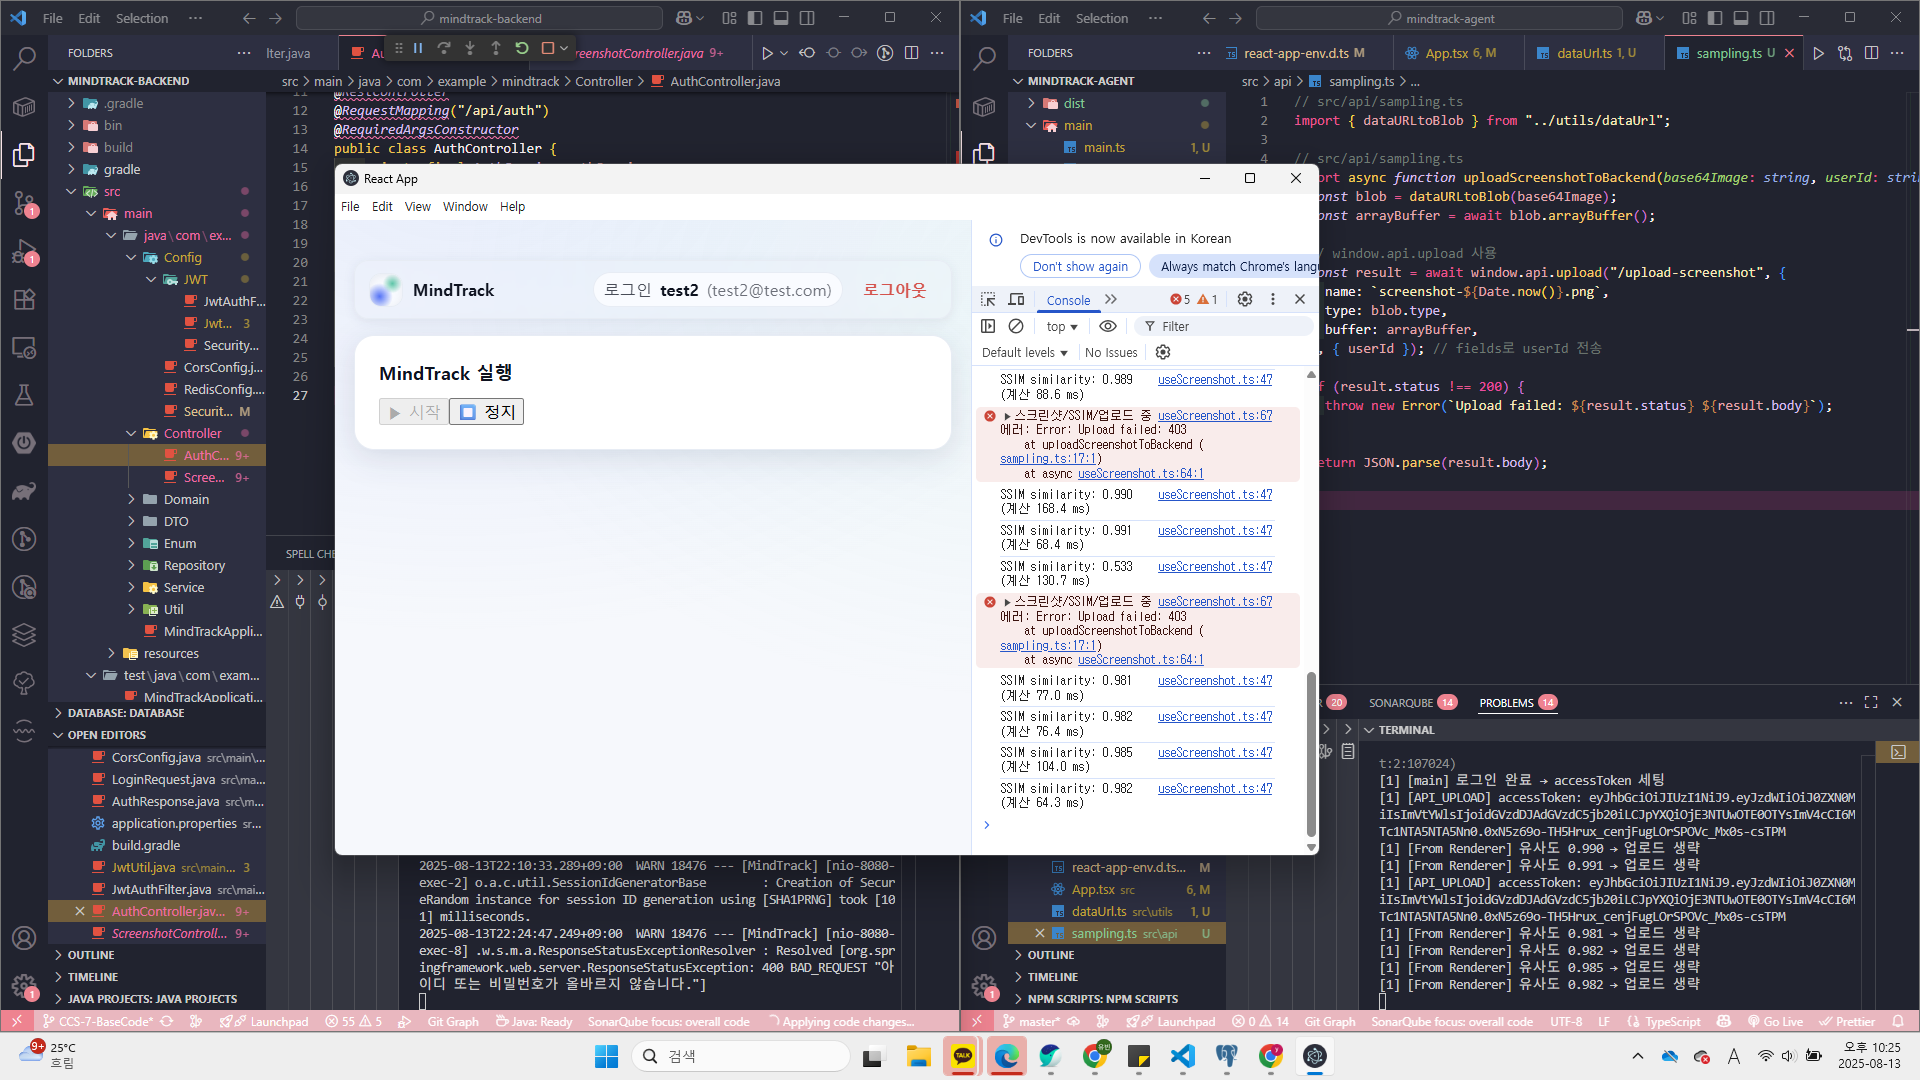 File Edit Selection ··· mindtrack-backend
FOLDERS ···
MINDTRACK-BACKEND
.gradle
bin
build
gradle
src
main
java\com\ex...
Config
JWT
JwtAuthF...
Jwt... 3
Security...
CorsConfig.j...
RedisConfig....
Securit... M
Controller
AuthC... 9+
Scree... 9+
Domain
DTO
Enum
Repository
Service
Util
MindTrackAppli...
resources
test\java\com\exam...
MindTrackApplicati...
DATABASE: DATABASE
OPEN EDITORS
CorsConfig.java src\main\...
LoginRequest.java src\ma...
AuthResponse.java src\m...
application.properties sr...
build.gradle
JwtUtil.java src\main... 3
JwtAuthFilter.java src\mai...
AuthController.jav... 9+
ScreenshotControll... 9+
OUTLINE
TIMELINE
JAVA PROJECTS: JAVA PROJECTS
lter.java Au reenshotController.java 9+
src > main > java > com > example > mindtrack > Controller > AuthController.java
11 @RestController
12 @RequestMapping("/api/auth")
13 @RequiredArgsConstructor
14 public class AuthController {
15
16
17
18
19
20
21
22
23
24
25
26
27
SPELL CHE
React App
File Edit View Window Help
MindTrack 로그인 test2 (test2@test.com) 로그아웃
MindTrack 실행
시작 정지
DevTools is now available in Korean
Don't show again Always match Chrome's langu
Console 5 1
top Filter
Default levels No Issues
SSIM similarity: 0.989 useScreenshot.ts:47
(계산 88.6 ms)
스크린샷/SSIM/업로드 중 useScreenshot.ts:67
에러: Error: Upload failed: 403
at uploadScreenshotToBackend (
sampling.ts:17:1)
at async useScreenshot.ts:64:1
SSIM similarity: 0.990 useScreenshot.ts:47
(계산 168.4 ms)
SSIM similarity: 0.991 useScreenshot.ts:47
(계산 68.4 ms)
SSIM similarity: 0.533 useScreenshot.ts:47
(계산 130.7 ms)
스크린샷/SSIM/업로드 중 useScreenshot.ts:67
에러: Error: Upload failed: 403
at uploadScreenshotToBackend (
sampling.ts:17:1)
at async useScreenshot.ts:64:1
SSIM similarity: 0.981 useScreenshot.ts:47
(계산 77.0 ms)
SSIM similarity: 0.982 useScreenshot.ts:47
(계산 76.4 ms)
SSIM similarity: 0.985 useScreenshot.ts:47
(계산 104.0 ms)
SSIM similarity: 0.982 useScreenshot.ts:47
(계산 64.3 ms)
2025-08-13T22:10:33.289+09:00 WARN 18476 --- [MindTrack] [nio-8080-
exec-2] o.a.c.util.SessionIdGeneratorBase : Creation of Secur
eRandom instance for session ID generation using [SHA1PRNG] took [10
1] milliseconds.
2025-08-13T22:24:47.249+09:00 WARN 18476 --- [MindTrack] [nio-8080-
exec-8] .w.s.m.a.ResponseStatusExceptionResolver : Resolved [org.spr
ingframework.web.server.ResponseStatusException: 400 BAD_REQUEST "아
이디 또는 비밀번호가 올바르지 않습니다."]
CCS-7-BaseCode* Launchpad 55 5 Git Graph Java: Ready SonarQube focus: overall code Applying code changes...
File Edit Selection ··· mindtrack-agent
FOLDERS ···
MINDTRACK-AGENT
dist
main
main.ts 1, U
react-app-env.d.ts M App.tsx 6, M dataUrl.ts 1, U sampling.ts U
src > api > sampling.ts > ...
1 // src/api/sampling.ts
2 import { dataURLtoBlob } from "../utils/dataUrl";
3
4 // src/api/sampling.ts
ort async function uploadScreenshotToBackend(base64Image: string, userId: strin
onst blob = dataURLtoBlob(base64Image);
onst arrayBuffer = await blob.arrayBuffer();
/ window.api.upload 사용
onst result = await window.api.upload("/upload-screenshot", {
name: `screenshot-${Date.now()}.png`,
type: blob.type,
buffer: arrayBuffer,
, { userId }); // fields로 userId 전송
f (result.status !== 200) {
throw new Error(`Upload failed: ${result.status} ${result.body}`);
eturn JSON.parse(result.body);
20 SONARQUBE 14 PROBLEMS 14
TERMINAL
t:2:107024)
[1] [main] 로그인 완료 → accessToken 세팅
[1] [API_UPLOAD] accessToken: eyJhbGciOiJIUzI1NiJ9.eyJzdWIiOiJ0ZXN0M
iIsImVtYWlsIjoidGVzdDJAdGVzdC5jb20iLCJpYXQiOjE3NTUwOTE0OTYsImV4cCI6M
Tc1NTA5NTA5Nn0.0xN5z69o-TH5Hrux_cenjFugLOrSPOVc_Mx0s-csTPM
[1] [From Renderer] 유사도 0.990 → 업로드 생략
[1] [From Renderer] 유사도 0.991 → 업로드 생략
[1] [API_UPLOAD] accessToken: eyJhbGciOiJIUzI1NiJ9.eyJzdWIiOiJ0ZXN0M
iIsImVtYWlsIjoidGVzdDJAdGVzdC5jb20iLCJpYXQiOjE3NTUwOTE0OTYsImV4cCI6M
Tc1NTA5NTA5Nn0.0xN5z69o-TH5Hrux_cenjFugLOrSPOVc_Mx0s-csTPM
[1] [From Renderer] 유사도 0.981 → 업로드 생략
[1] [From Renderer] 유사도 0.982 → 업로드 생략
[1] [From Renderer] 유사도 0.985 → 업로드 생략
[1] [From Renderer] 유사도 0.982 → 업로드 생략
react-app-env.d.ts... M
App.tsx src 6, M
dataUrl.ts src\utils 1, U
sampling.ts src\api U
OUTLINE
TIMELINE
NPM SCRIPTS: NPM SCRIPTS
master* Launchpad 0 14 Git Graph SonarQube focus: overall code UTF-8 LF TypeScript Go Live Prettier
9+ 25°C
흐림
검색
TALK
A
오후 10:25
2025-08-13